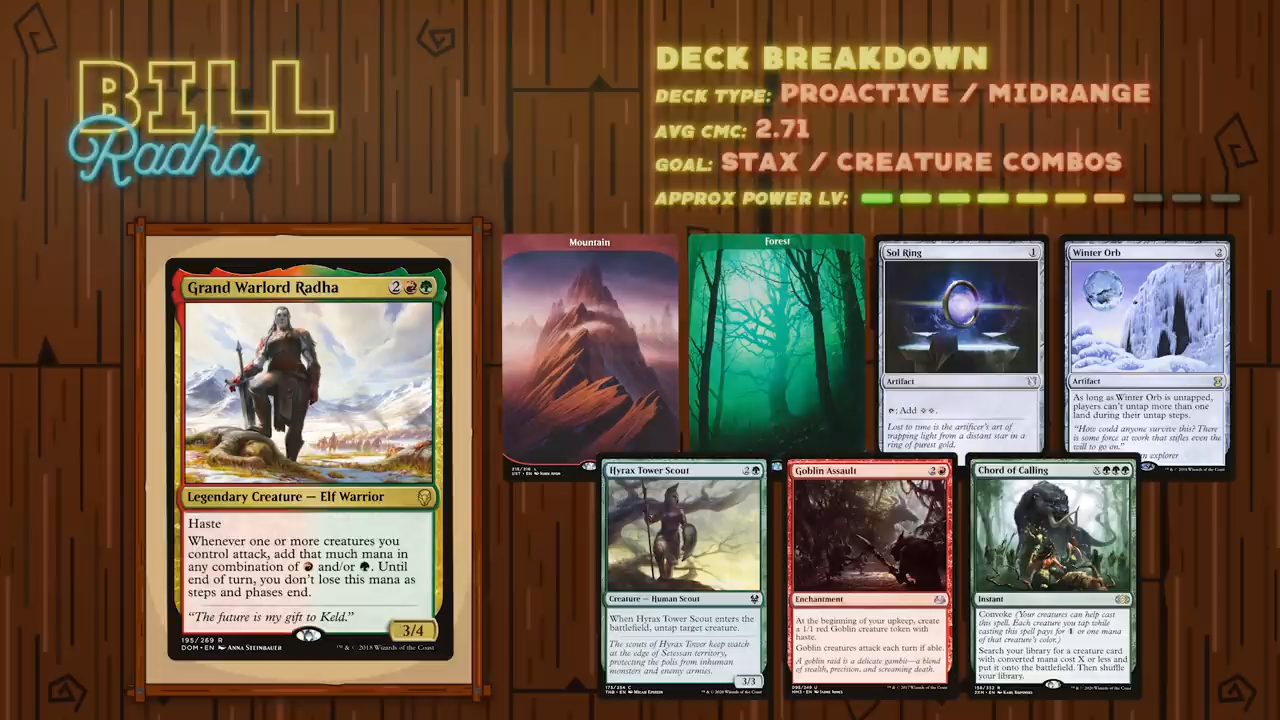 BILL
Radha
DECK BREAKDOWN
DECK TYPE: PROACTIVE / MIDRANGE
AVG CMC: 2.71
GOAL: STAX / CREATURE COMBOS
APPROX POWER LV:
Grand Warlord Radha 2
Legendary Creature — Elf Warrior
Haste
Whenever one or more creatures you
control attack, add that much mana in
any combination of and/or . Until
end of turn, you don't lose this mana as
steps and phases end.
"The future is my gift to Keld."
3/4
195/269 R
DOM • EN ANNA STEINBAUER
™ & © 2018 Wizards of the Coast
Mountain
Forest
Sol Ring 1
Artifact
: Add .
Lost to time is the artificer's art of
trapping light from a distant star in a
ring of purest gold.
Winter Orb 2
Artifact
As long as Winter Orb is untapped,
players can't untap more than one
land during their untap steps.
"How could anyone survive this? There
is some force at work that stifles even the
will to go on."
an explorer
Hyrax Tower Scout 2
Creature — Human Scout
When Hyrax Tower Scout enters the
battlefield, untap target creature.
The scouts of Hyrax Tower keep watch
at the edge of Setessan territory,
protecting the polis from inhuman
monsters and enemy armies.
3/3
Goblin Assault 2
Enchantment
At the beginning of your upkeep, create
a 1/1 red Goblin creature token with
haste.
Goblin creatures attack each turn if able.
A goblin raid is a delicate gambit—a blend
of stealth, precision, and screaming death.
Chord of Calling X
Instant
Convoke (Your creatures can help cast
this spell. Each creature you tap while
casting this spell pays for 1 or one mana
of that creature's color.)
Search your library for a creature card
with converted mana cost X or less and
put it onto the battlefield. Then shuffle
your library.